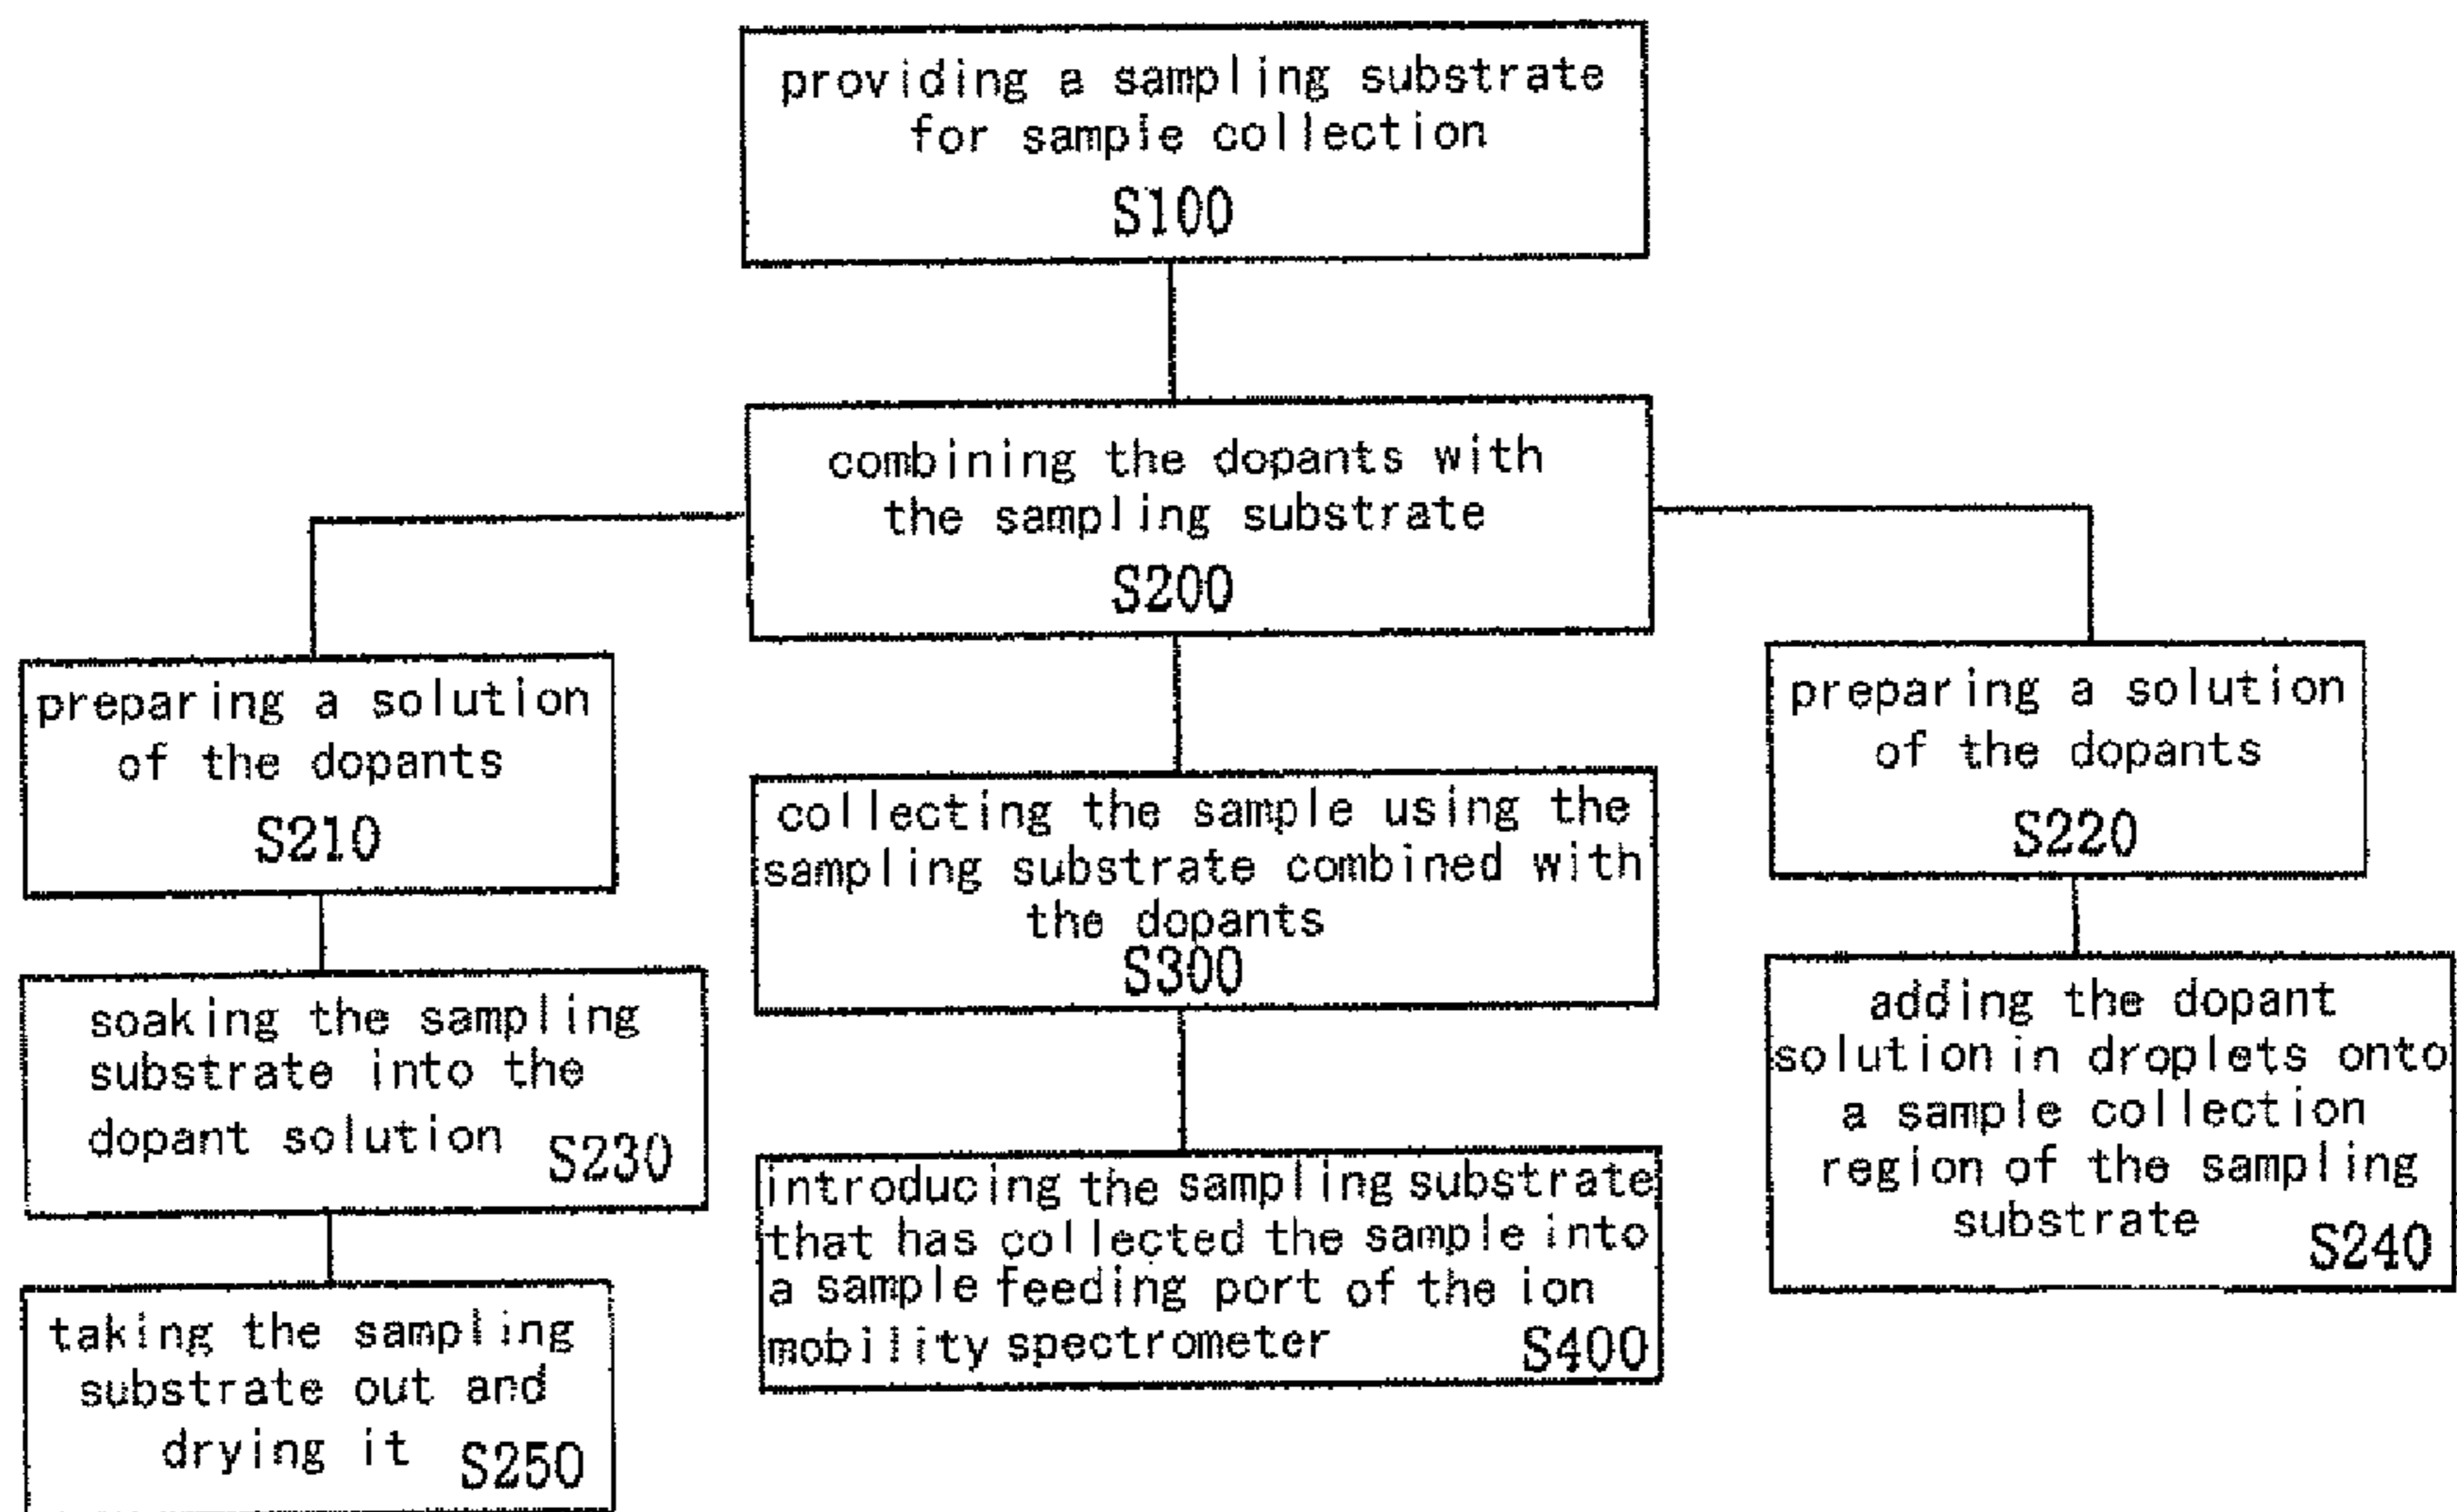 providing a sampling substrate
for sample collection
S100
combining the dopants with
the sampling substrate
S200
preparing a solution
of the dopants
S210
soaking the sampling
substrate into the
dopant solution S230
taking the sampling
substrate out and
drying it S250
collecting the sample using the
sampling substrate combined with
the dopants
S300
introducing the sampling substrate
that has collected the sample into
a sample feeding port of the ion
mobility spectrometer S400
preparing a solution
of the dopants
S220
adding the dopant
solution in droplets onto
a sample collection
region of the sampling
substrate S240